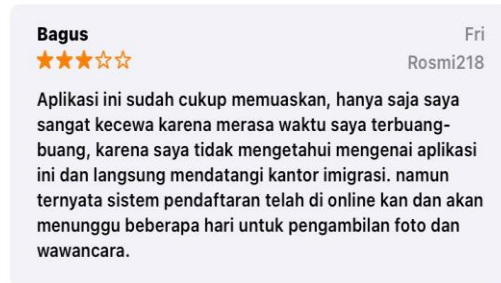 Bagus
Fri
Rosmi218
Aplikasi ini sudah cukup memuaskan, hanya saja saya
sangat kecewa karena merasa waktu saya terbuang-
buang, karena saya tidak mengetahui mengenai aplikasi
ini dan langsung mendatangi kantor imigrasi. namun
ternyata sistem pendaftaran telah di online kan dan akan
menunggu beberapa hari untuk pengambilan foto dan
wawancara.